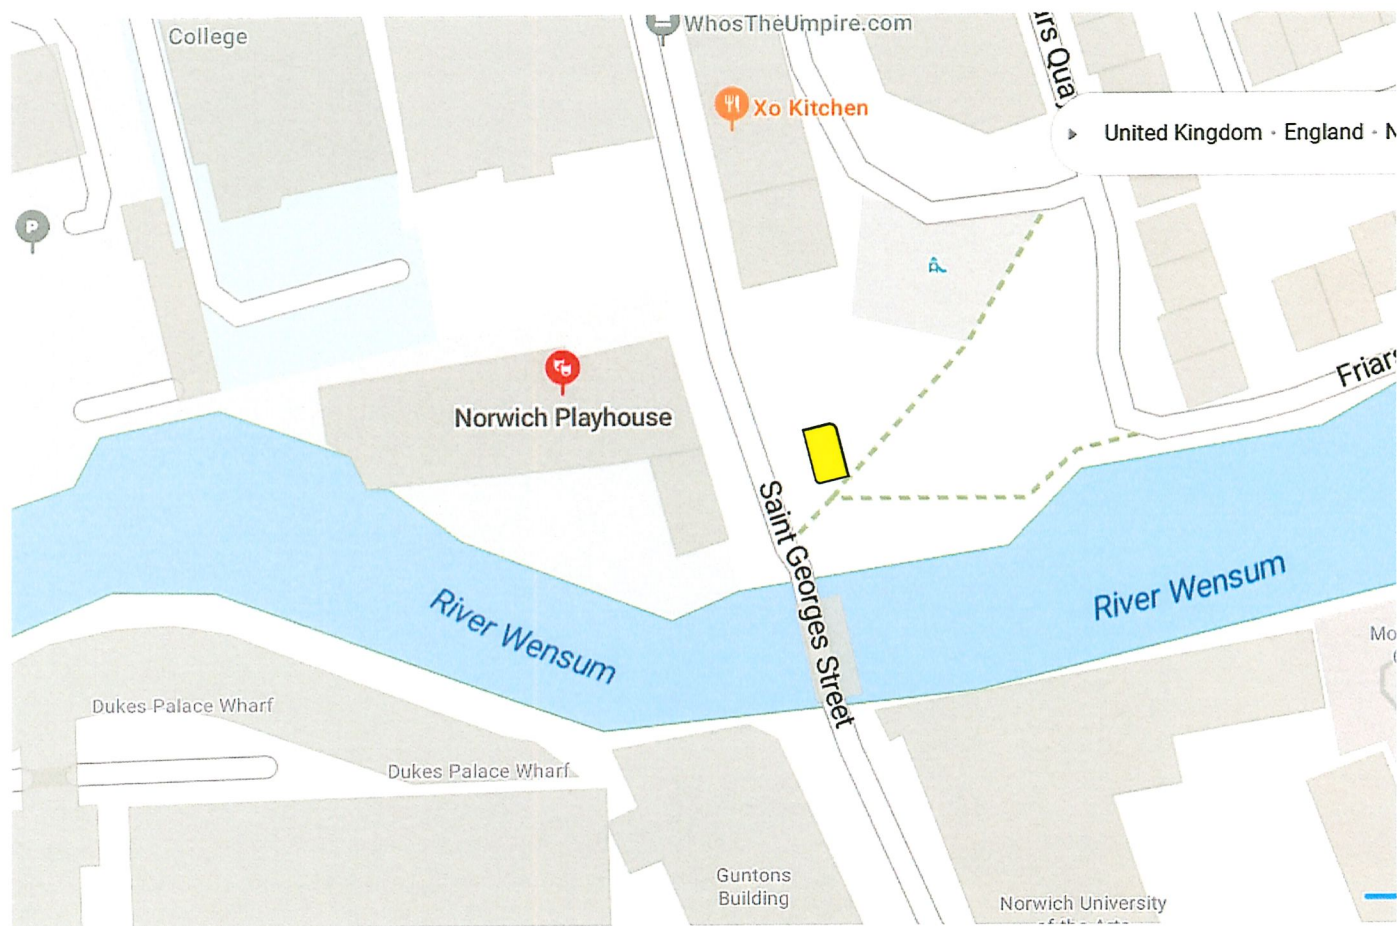 College
WhosTheUmpire.com
Xo Kitchen
United Kingdom · England ·
P
Norwich Playhouse
Saint Georges Street
River Wensum
River Wensum
Dukes Palace Wharf
Dukes Palace Wharf
Guntons
Building
Norwich University